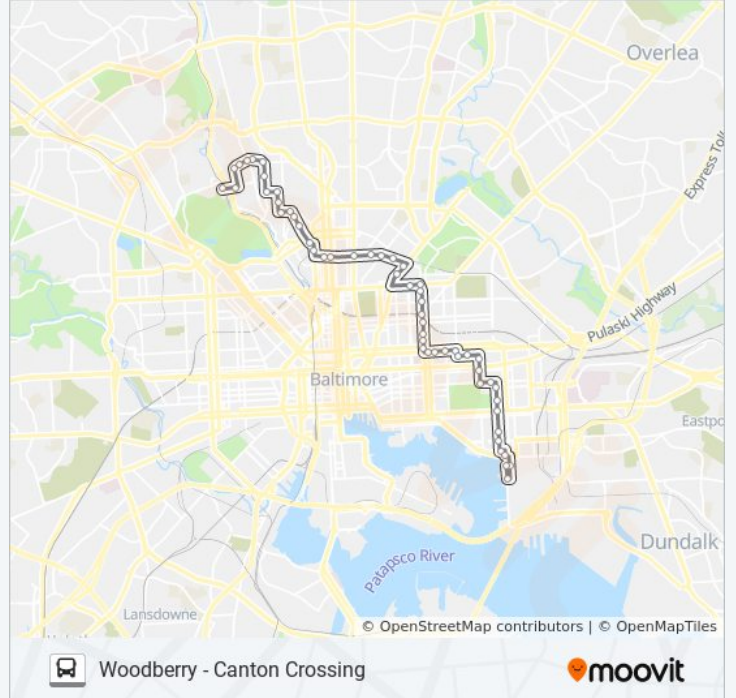 Overlea
Express Toll
Pulaski Highway
Baltimore
Eastpo
Patapsco River
Dundalk
Lansdowne
© OpenStreetMap contributors | © OpenMapTiles
Woodberry - Canton Crossing
moovit